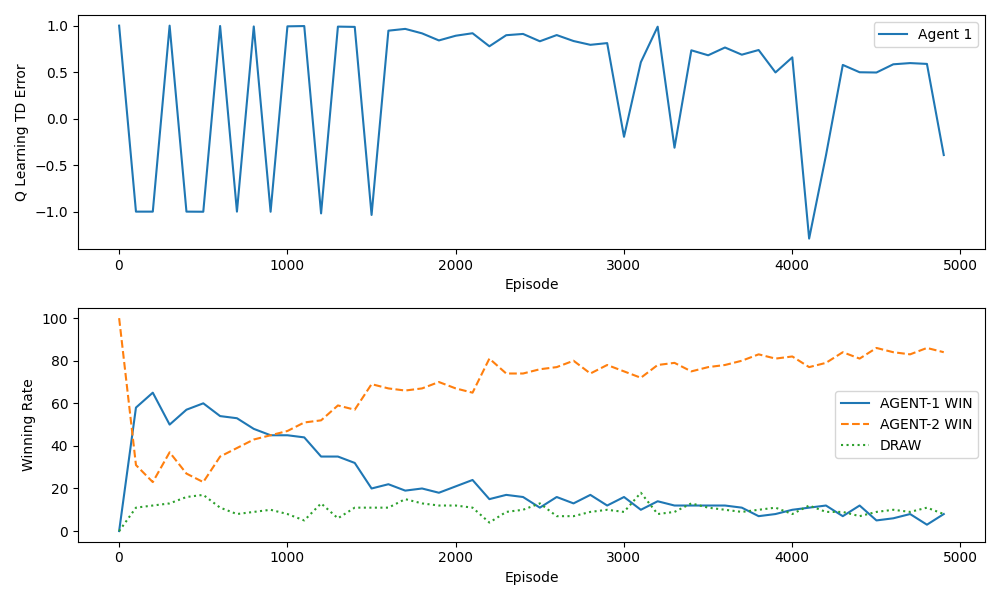 1.0
0.5
0.0
−0.5
−1.0
Q Learning TD Error
Agent 1
0
1000
2000
3000
4000
5000
Episode
100
80
60
40
20
0
Winning Rate
AGENT-1 WIN
AGENT-2 WIN
DRAW
0
1000
2000
3000
4000
5000
Episode